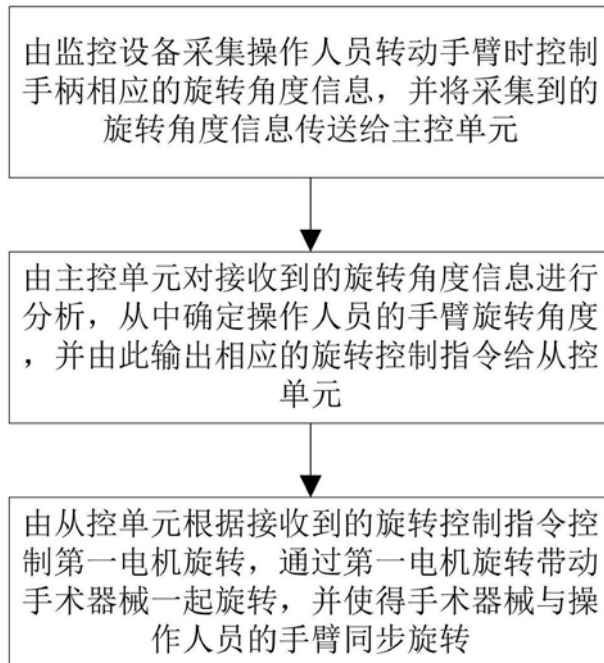 由监控设备采集操作人员转动手臂时控制
手柄相应的旋转角度信息，并将采集到的
旋转角度信息传送给主控单元
由主控单元对接收到的旋转角度信息进行
分析，从中确定操作人员的手臂旋转角度
，并由此输出相应的旋转控制指令给从控
单元
由从控单元根据接收到的旋转控制指令控
制第一电机旋转，通过第一电机旋转带动
手术器械一起旋转，并使得手术器械与操
作人员的手臂同步旋转